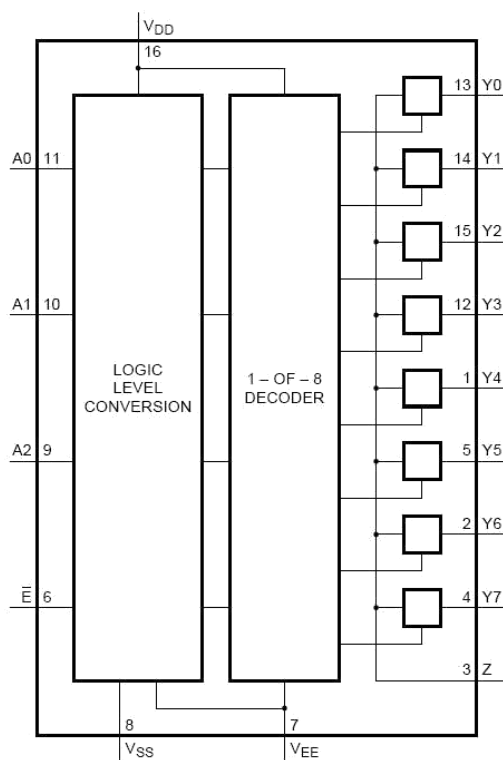 VDD
16
13 Y0
A0 11
14 Y1
15 Y2
A1 10
12 Y3
LOGIC
LEVEL
CONVERSION
1 – OF – 8
DECODER
1 Y4
A2 9
5 Y5
2 Y6
E̅ 6
4 Y7
3 Z
8
7
VSS
VEE